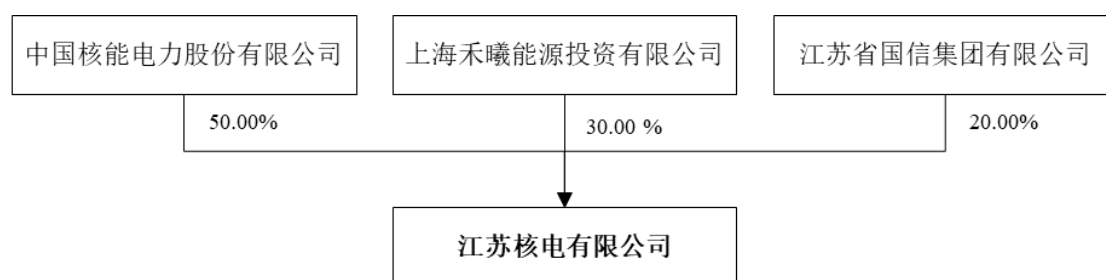 中国核能电力股份有限公司
上海禾曦能源投资有限公司
江苏省国信集团有限公司
50.00%
30.00 %
20.00%
江苏核电有限公司